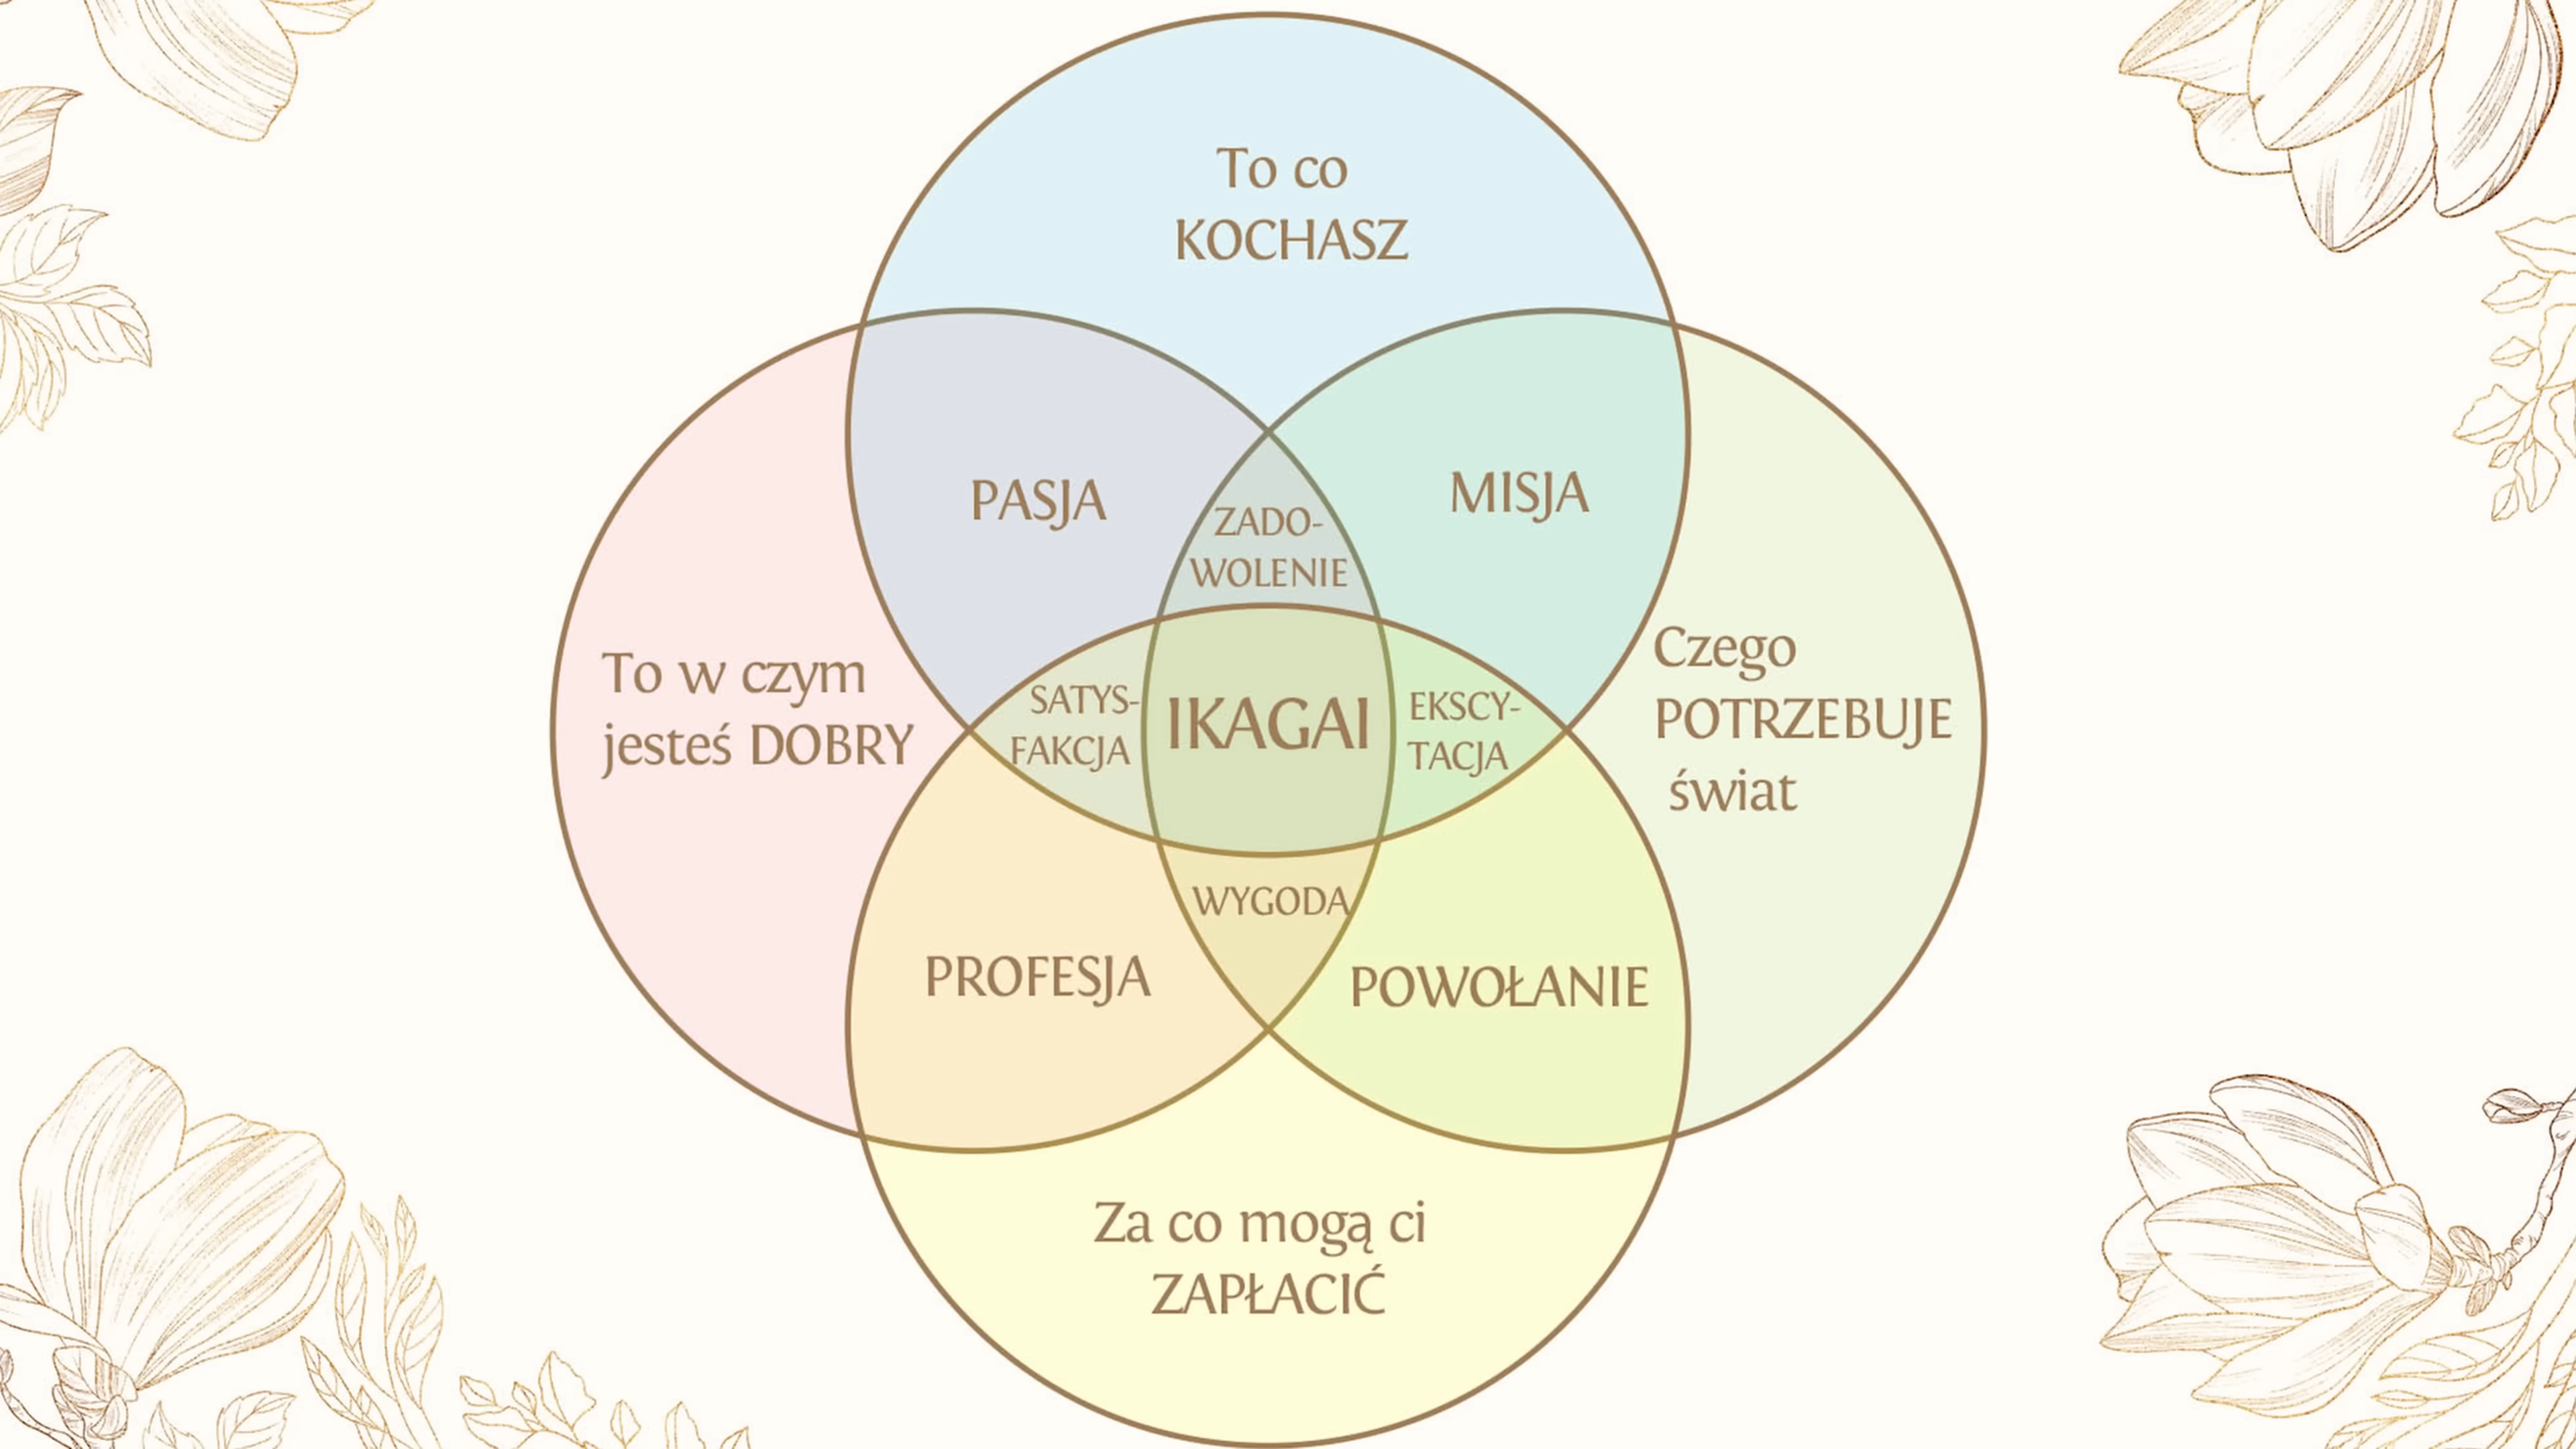 To co
KOCHASZ
PASJA
MISJA
ZADO-
WOLENIE
To w czym
jesteś DOBRY
SATYS-
FAKCJA
IKAGAI
EKSCY-
TACJA
Czego
POTRZEBUJE
świat
WYGODA
PROFESJA
POWOŁANIE
Za co mogą ci
ZAPŁACIĆ